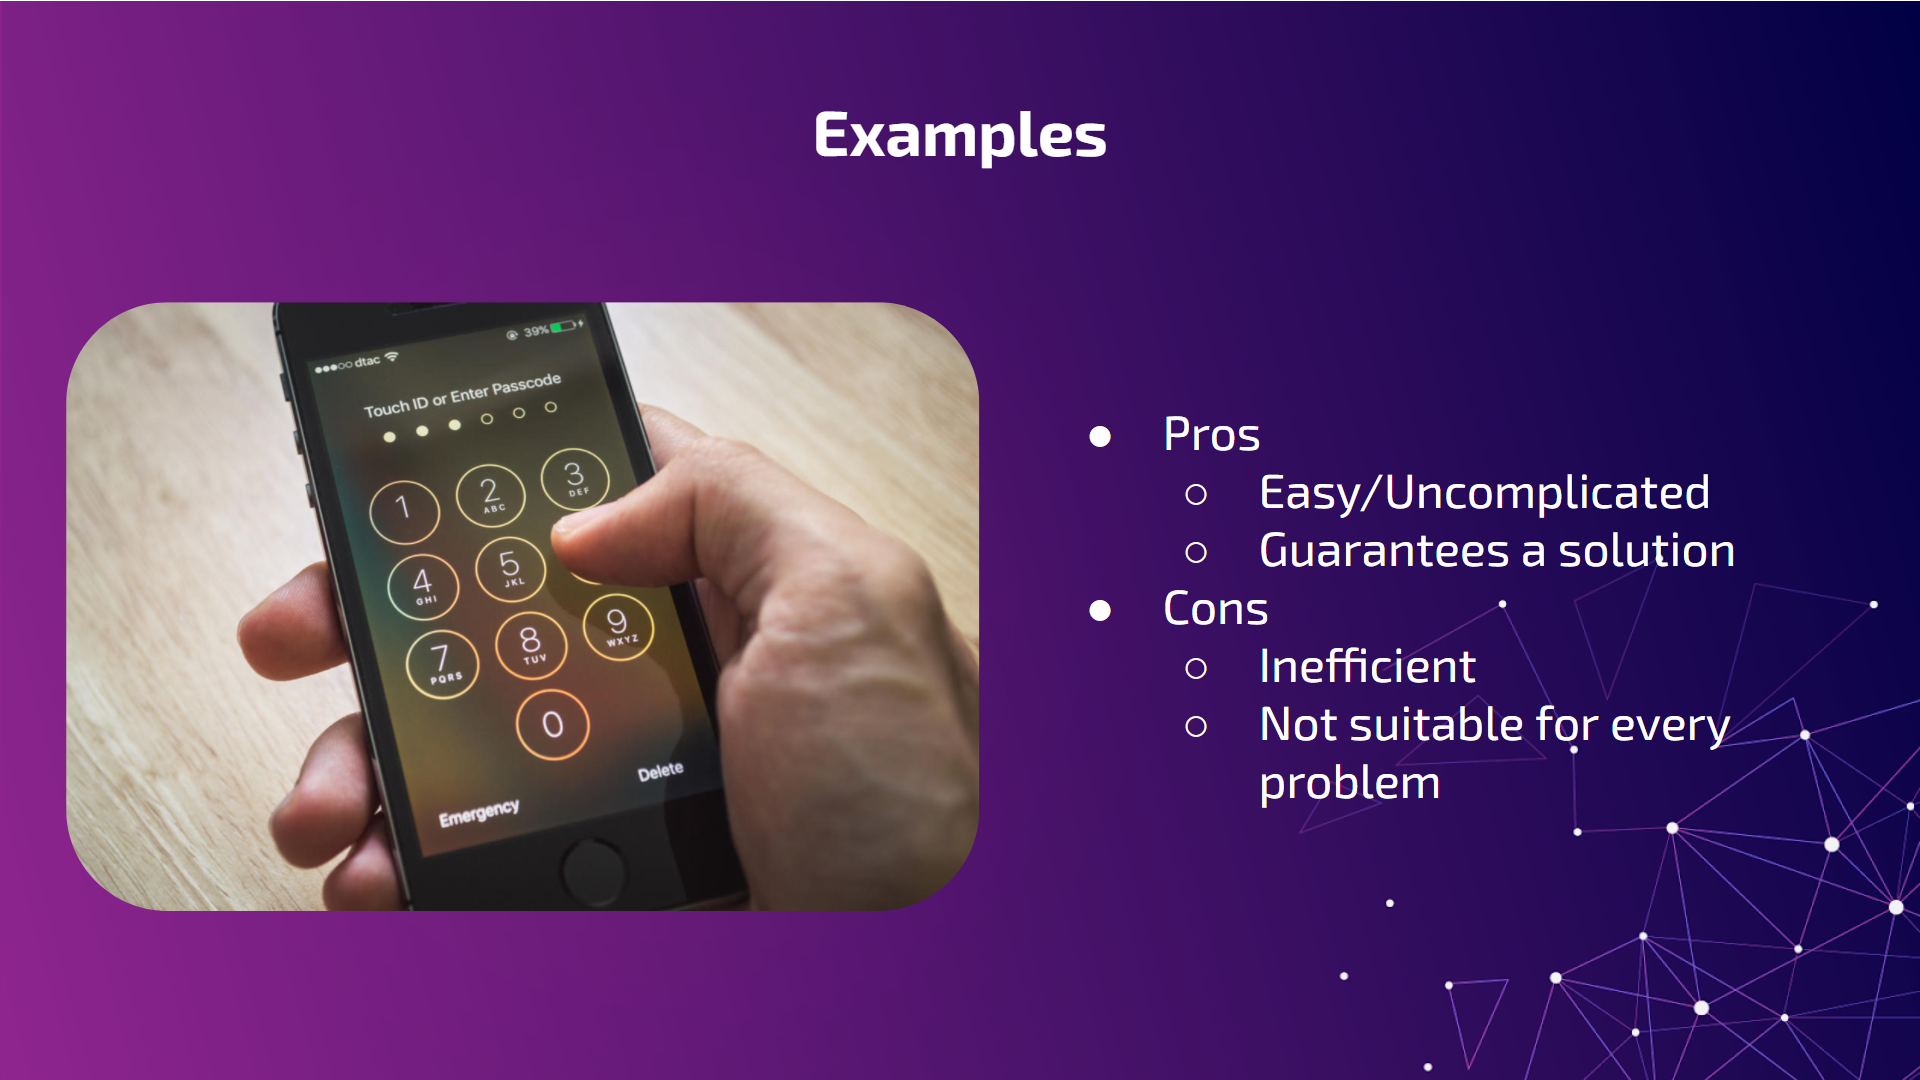 Examples
39%
dtac
Touch ID or Enter Passcode
1
2
ABC
3
DEF
4
GHI
5
JKL
7
PQRS
8
TUV
9
WXYZ
0
Delete
Emergency
● Pros
○ Easy/Uncomplicated
○ Guarantees a solution
● Cons
○ Inefficient
○ Not suitable for every
problem